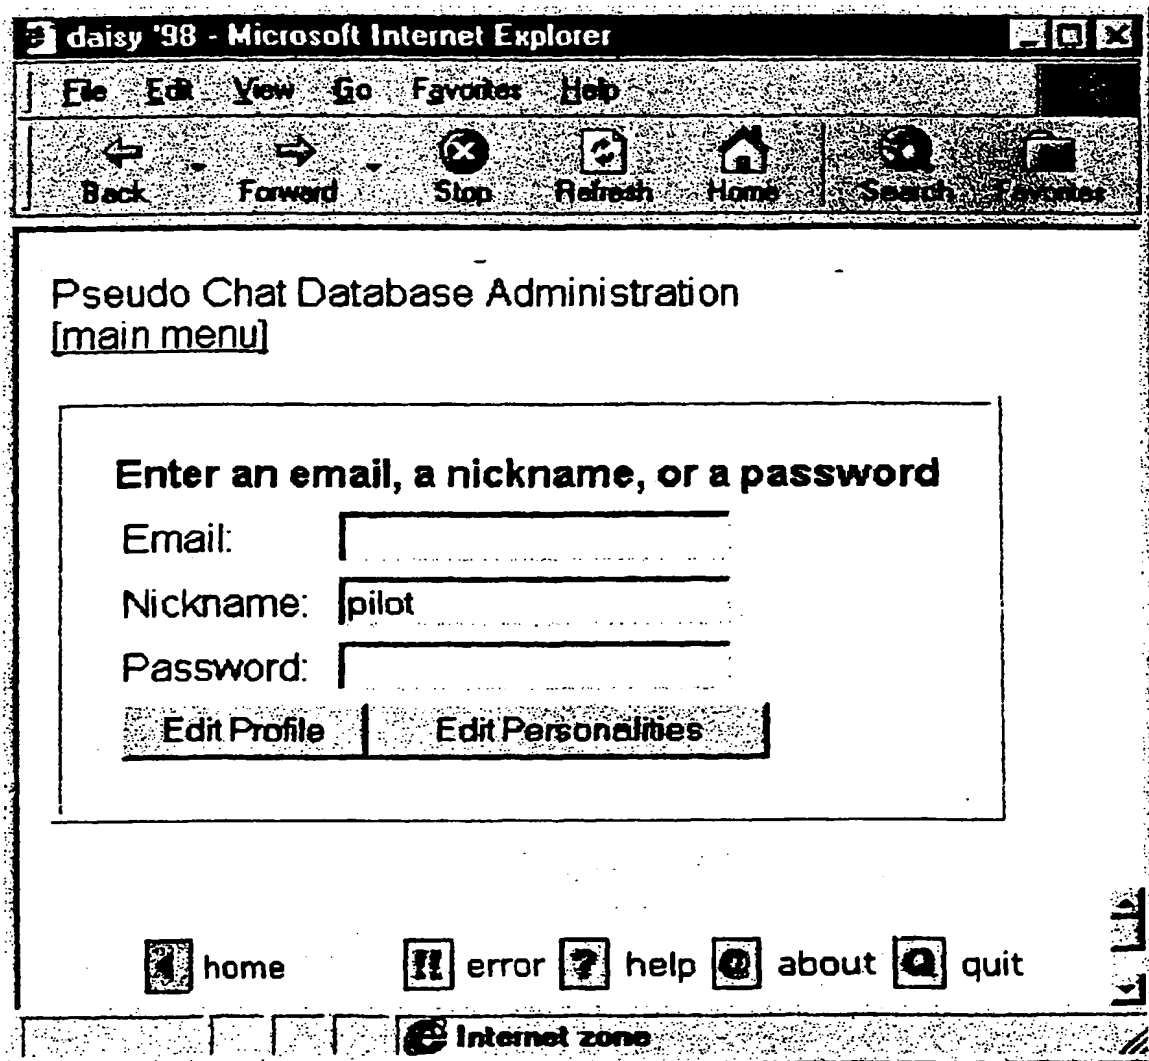 daisy '98 - Microsoft Internet Explorer
File Edit View Go Favorites Help
Back Forward Stop Refresh Home Search Favorites
Pseudo Chat Database Administration
[main menu]
Enter an email, a nickname, or a password
Email:
Nickname: pilot
Password:
Edit Profile Edit Personalities
home !! error ? help @ about Q quit
Internet zone